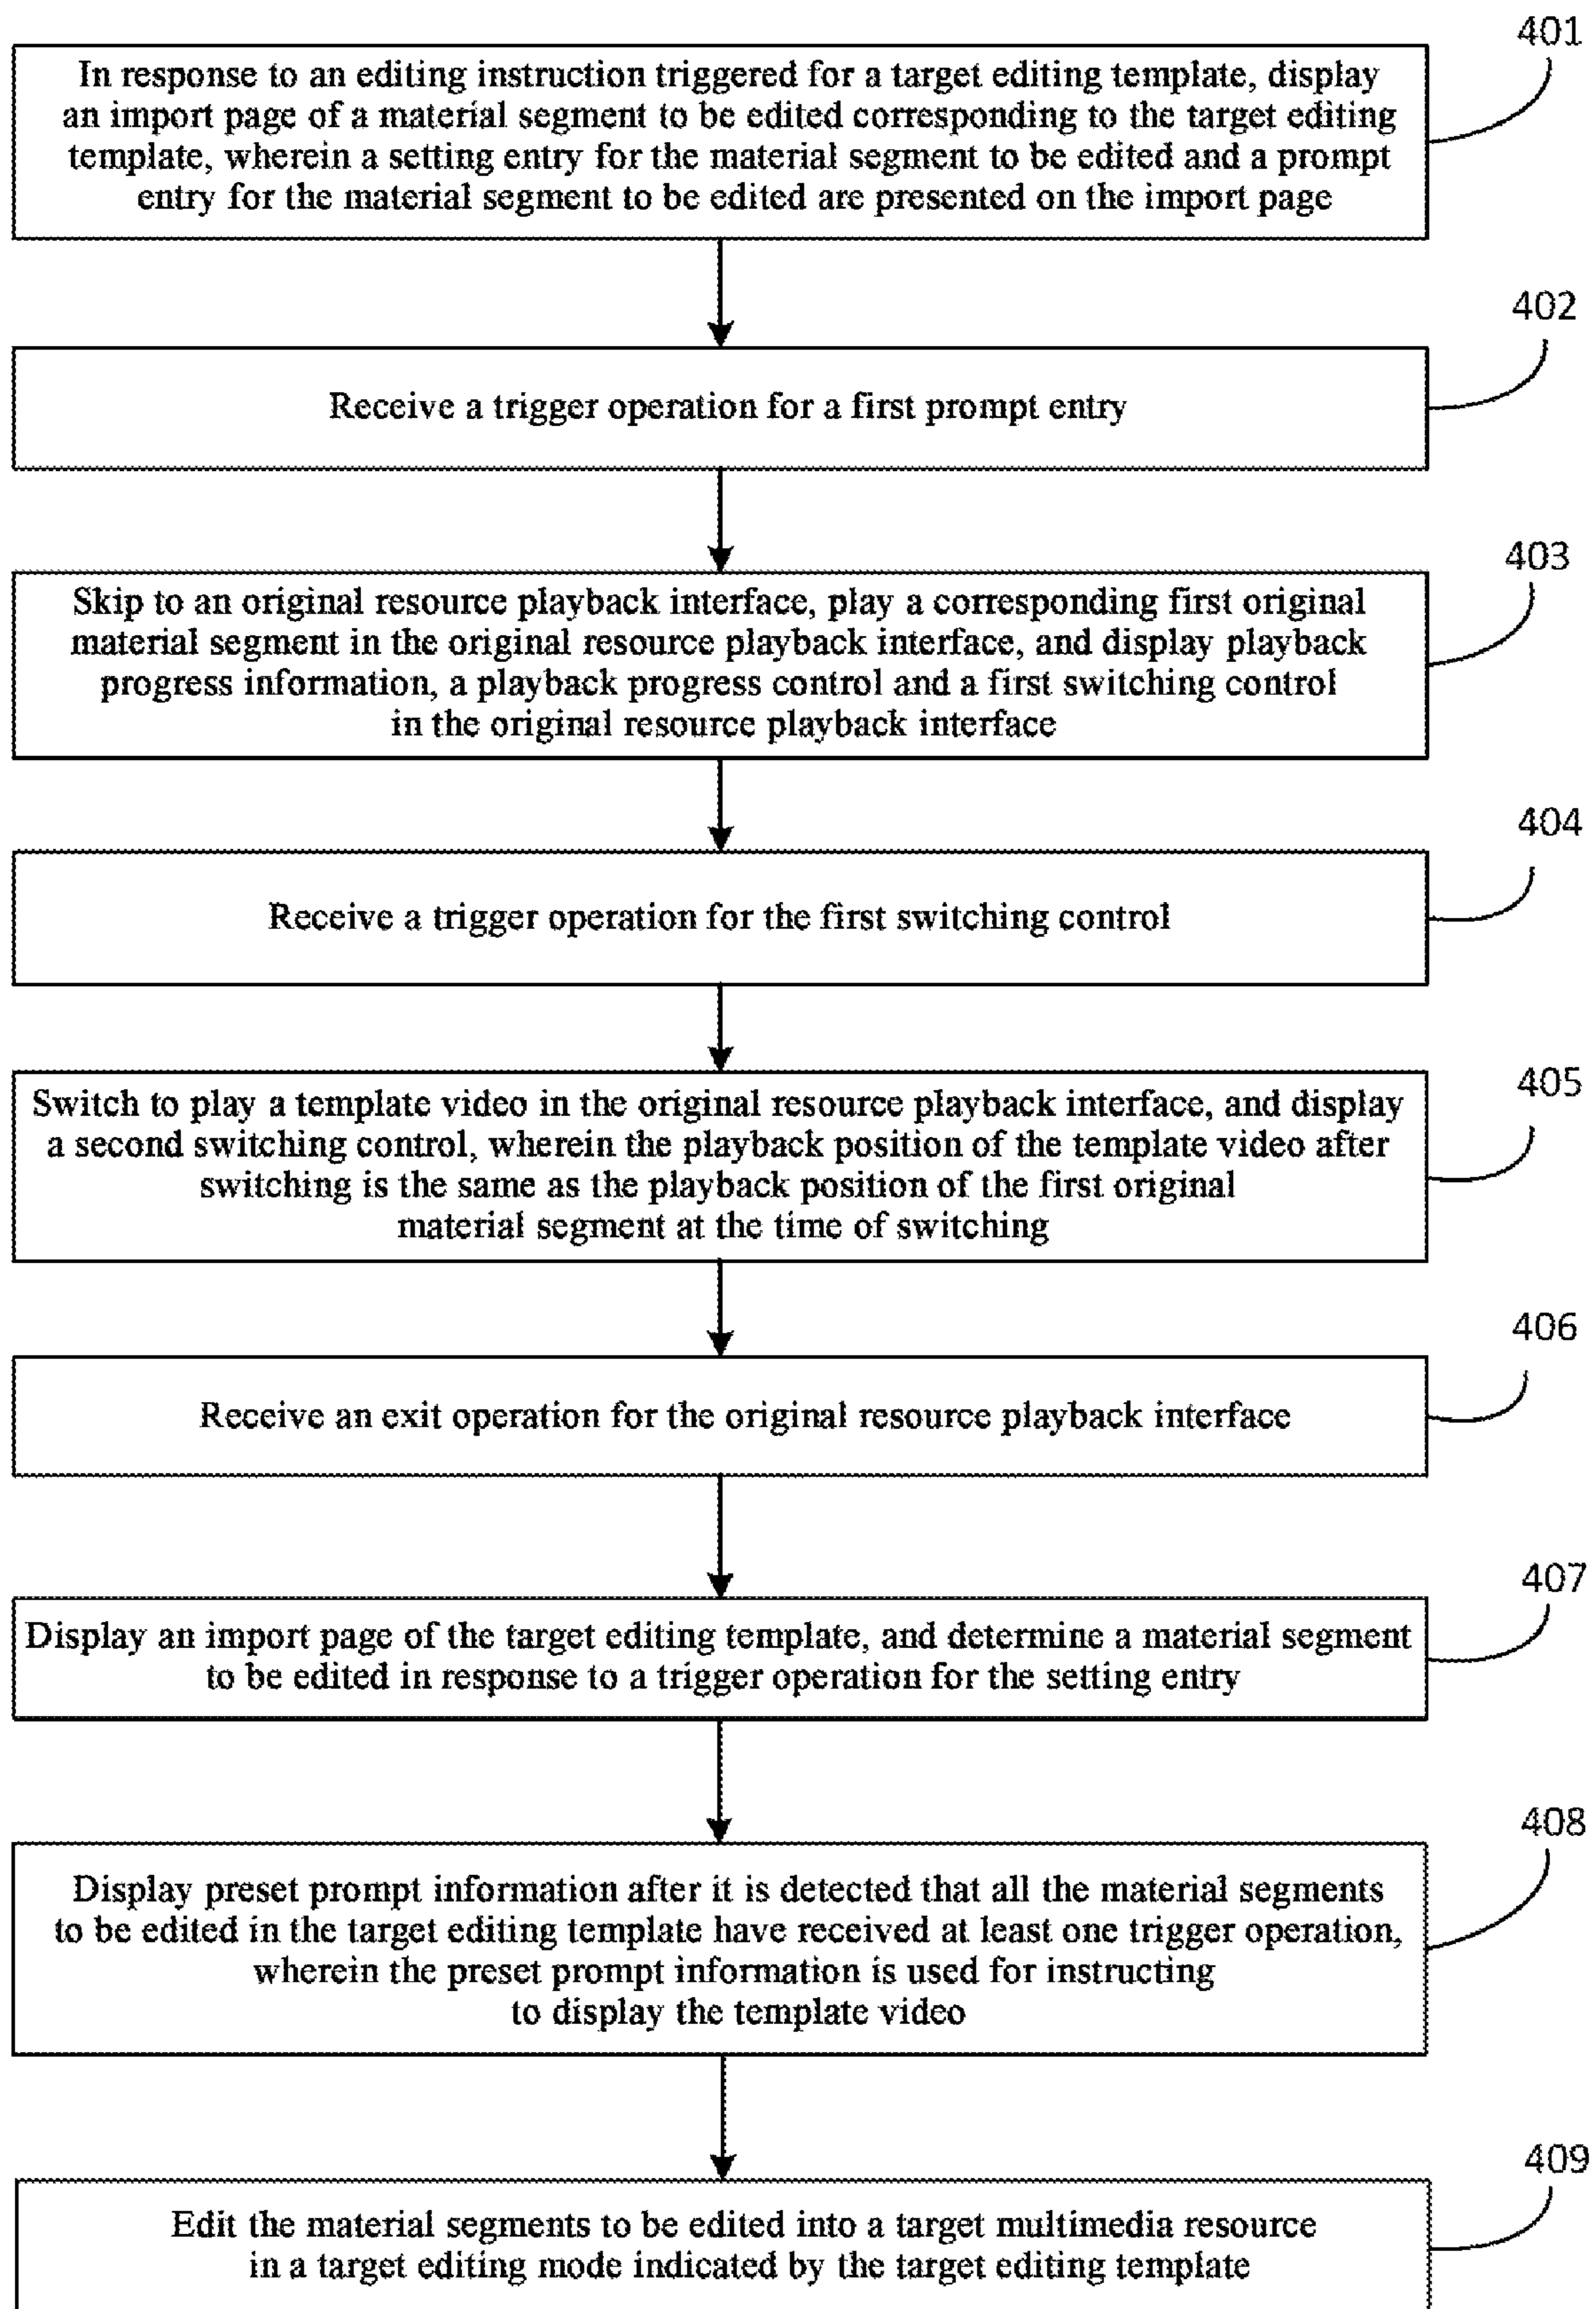 401
In response to an editing instruction triggered for a target editing template, display
an import page of a material segment to be edited corresponding to the target editing
template, wherein a setting entry for the material segment to be edited and a prompt
entry for the material segment to be edited are presented on the import page
402
Receive a trigger operation for a first prompt entry
403
Skip to an original resource playback interface, play a corresponding first original
material segment in the original resource playback interface, and display playback
progress information, a playback progress control and a first switching control
in the original resource playback interface
404
Receive a trigger operation for the first switching control
405
Switch to play a template video in the original resource playback interface, and display
a second switching control, wherein the playback position of the template video after
switching is the same as the playback position of the first original
material segment at the time of switching
406
Receive an exit operation for the original resource playback interface
407
Display an import page of the target editing template, and determine a material segment
to be edited in response to a trigger operation for the setting entry
408
Display preset prompt information after it is detected that all the material segments
to be edited in the target editing template have received at least one trigger operation,
wherein the preset prompt information is used for instructing
to display the template video
409
Edit the material segments to be edited into a target multimedia resource
in a target editing mode indicated by the target editing template